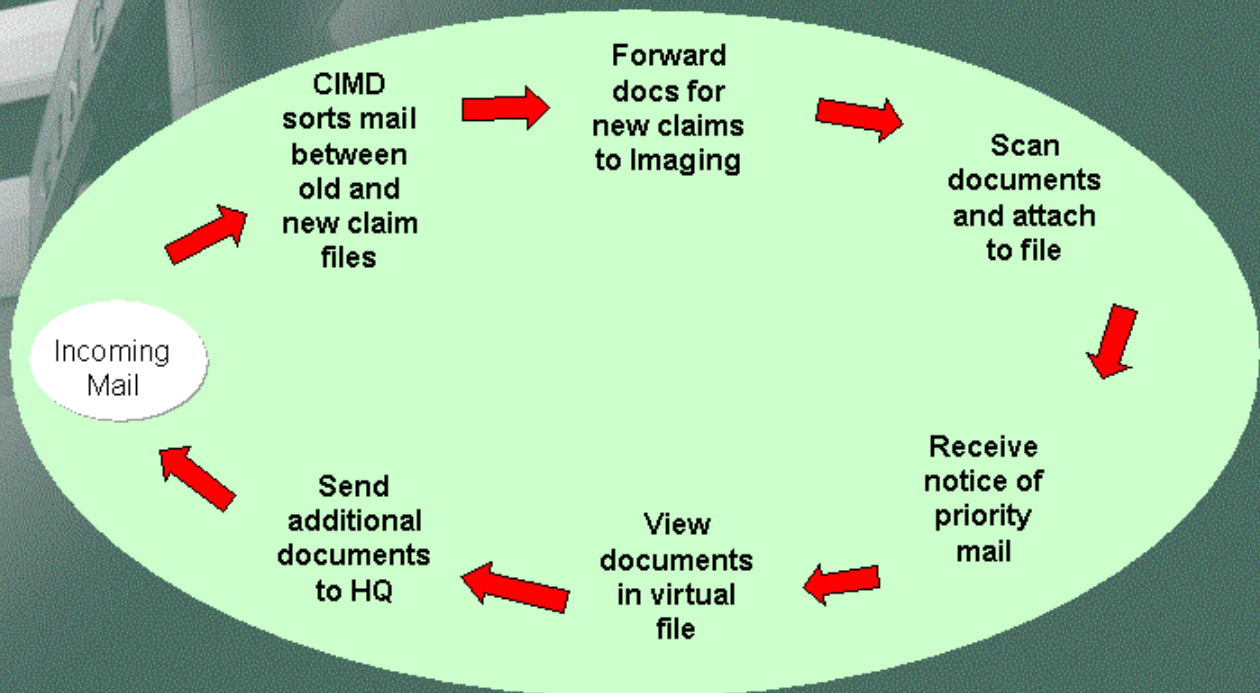 Incoming
Mail
CIMD
sorts mail
between
old and
new claim
files
Forward
docs for
new claims
to Imaging
Scan
documents
and attach
to file
Receive
notice of
priority
mail
View
documents
in virtual
file
Send
additional
documents
to HQ